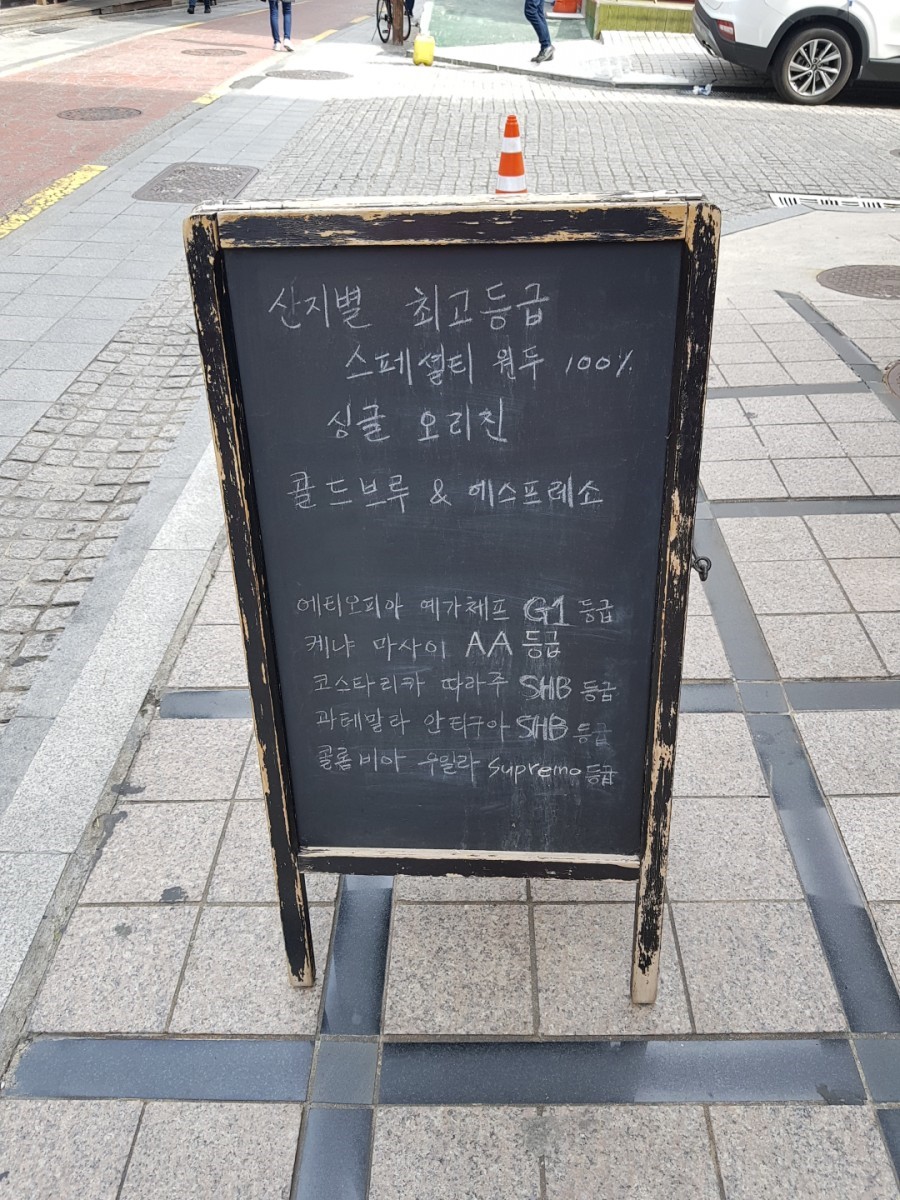 산지별 최고등급
스페셜티 원두 100%
싱글 오리진
콜드브루 & 에스프레소
에티오피아 예가체프 G1 등급
케냐 마사이 AA 등급
코스타리카 따라주 SHB 등급
과테말라 안티구아 SHB 등급
콜롬비아 우일라 Supremo 등급